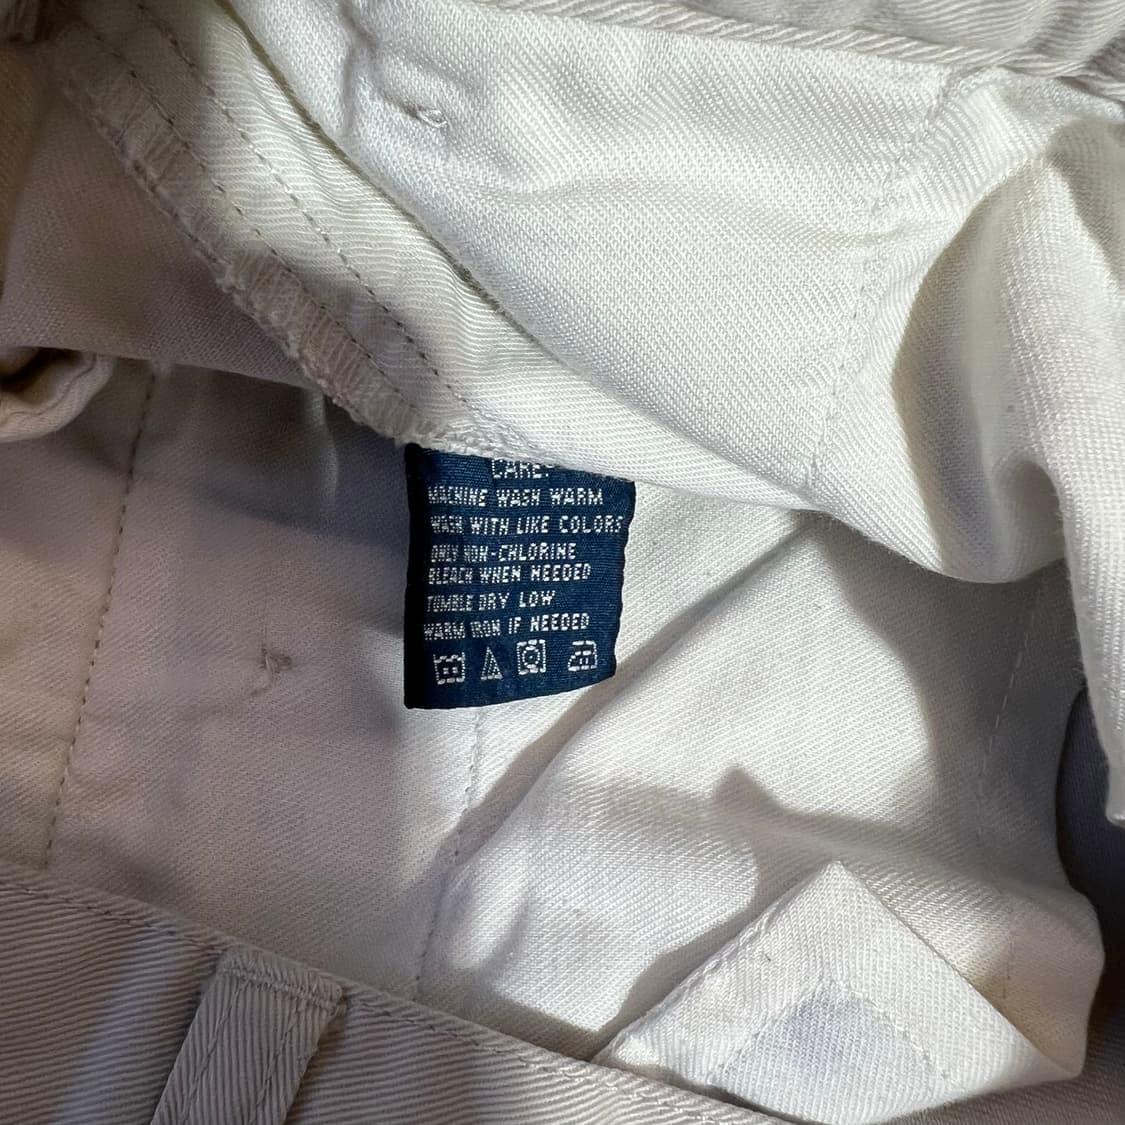 CARE:
MACHINE WASH WARM
WASH WITH LIKE COLORS
ONLY NON-CHLORINE
BLEACH WHEN NEEDED
TUMBLE DRY LOW
WARM IRON IF NEEDED